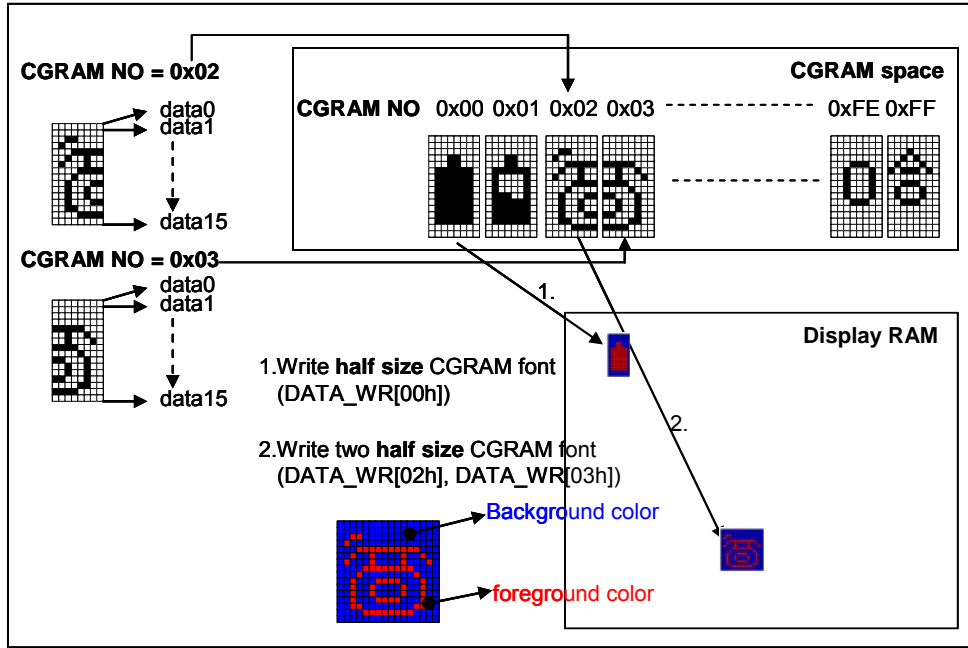 CGRAM NO = 0x02
data0
data1
data15
CGRAM NO = 0x03
data0
data1
data15
CGRAM space
CGRAM NO 0x00 0x01 0x02 0x03 0xFE 0xFF
1.
Display RAM
1.Write half size CGRAM font
(DATA_WR[00h])
2.
2.Write two half size CGRAM font
(DATA_WR[02h], DATA_WR[03h])
Background color
foreground color